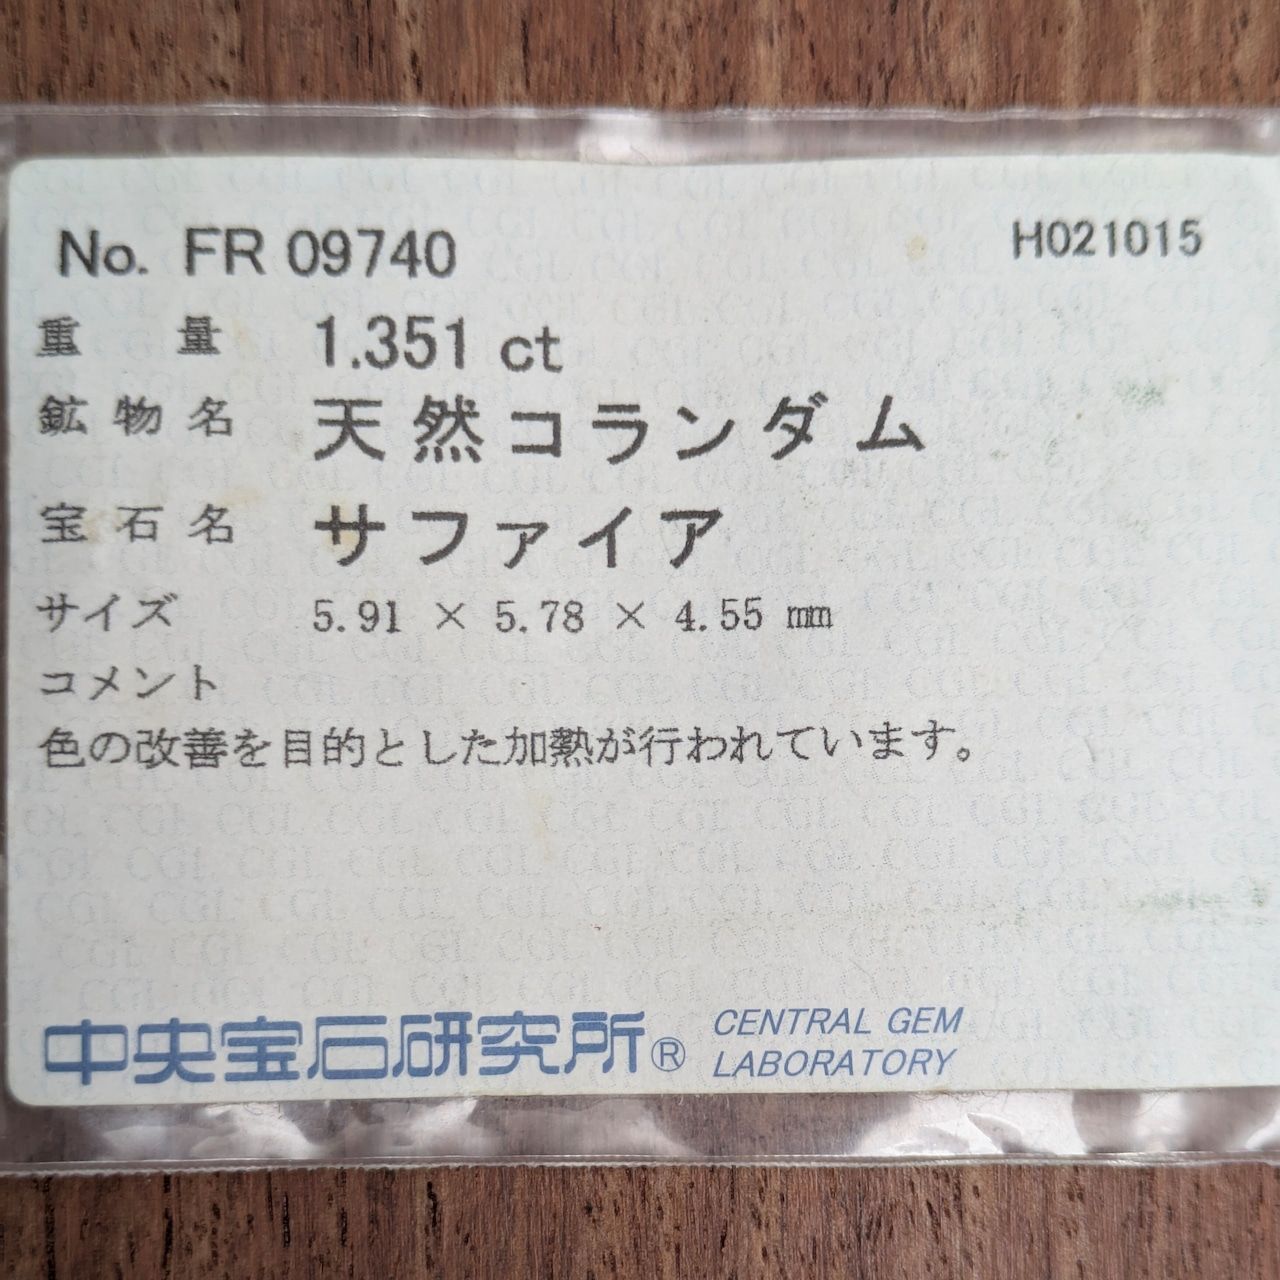 No. FR 09740 H021015
重量 1.351 ct
鉱物名 天然コランダム
宝石名 サファイア
サイズ 5.91 × 5.78 × 4.55 mm
コメント
色の改善を目的とした加熱が行われています。
中央宝石研究所® CENTRAL GEM
LABORATORY